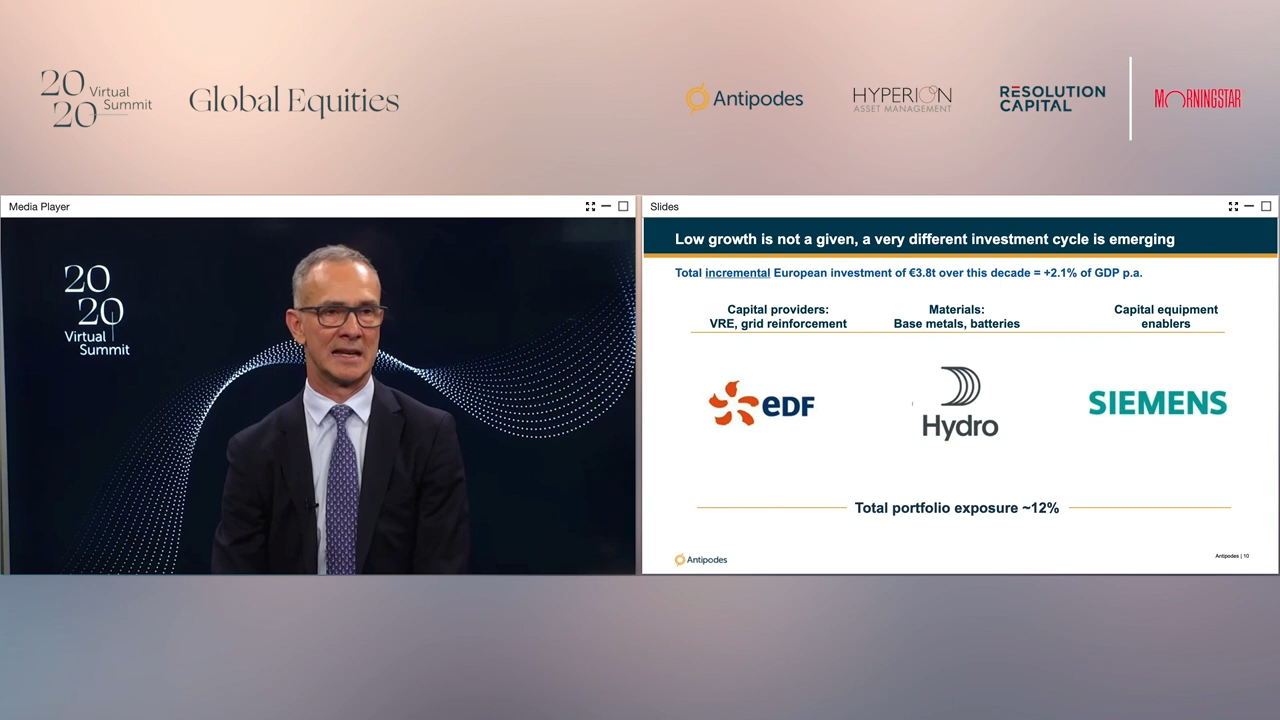 20
20
Virtual
Summit
Global Equities
Antipodes
HYPERION
ASSET MANAGEMENT
RESOLUTION
CAPITAL
MORNINGSTAR
Media Player
20
20
Virtual
Summit
Slides
Low growth is not a given, a very different investment cycle is emerging
Total incremental European investment of €3.8t over this decade = +2.1% of GDP p.a.
Capital providers:
VRE, grid reinforcement
Materials:
Base metals, batteries
Capital equipment
enablers
eDF
Hydro
SIEMENS
Total portfolio exposure ~12%
Antipodes
Antipodes | 10